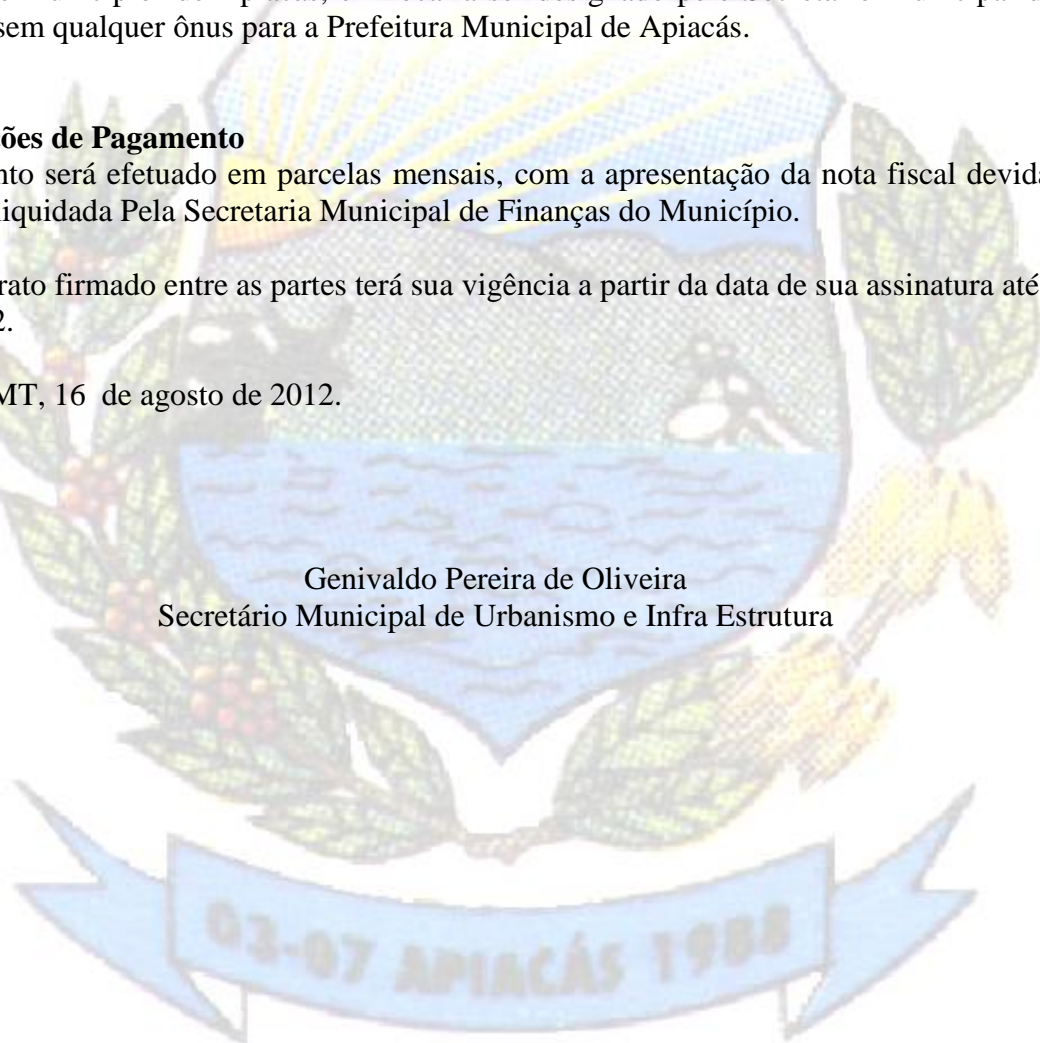 sem qualquer ônus para a Prefeitura Municipal de Apiacás.
ões de Pagamento
nto será efetuado em parcelas mensais, com a apresentação da nota fiscal devida
iquidada Pela Secretaria Municipal de Finanças do Município.
rato firmado entre as partes terá sua vigência a partir da data de sua assinatura até
2.
MT, 16 de agosto de 2012.
Genivaldo Pereira de Oliveira
Secretário Municipal de Urbanismo e Infra Estrutura
03-07 APIACÁS 1988